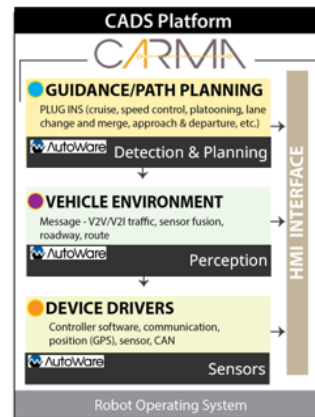 CADS Platform
CARMA
GUIDANCE/PATH PLANNING
PLUG INS (cruise, speed control, platooning, lane
change and merge, approach & departure, etc.)
AutoWare
Detection & Planning
VEHICLE ENVIRONMENT
Message - V2V/V2I traffic, sensor fusion,
roadway, route
AutoWare
Perception
DEVICE DRIVERS
Controller software, communication,
position (GPS), sensor, CAN
AutoWare
Sensors
HMI INTERFACE
Robot Operating System